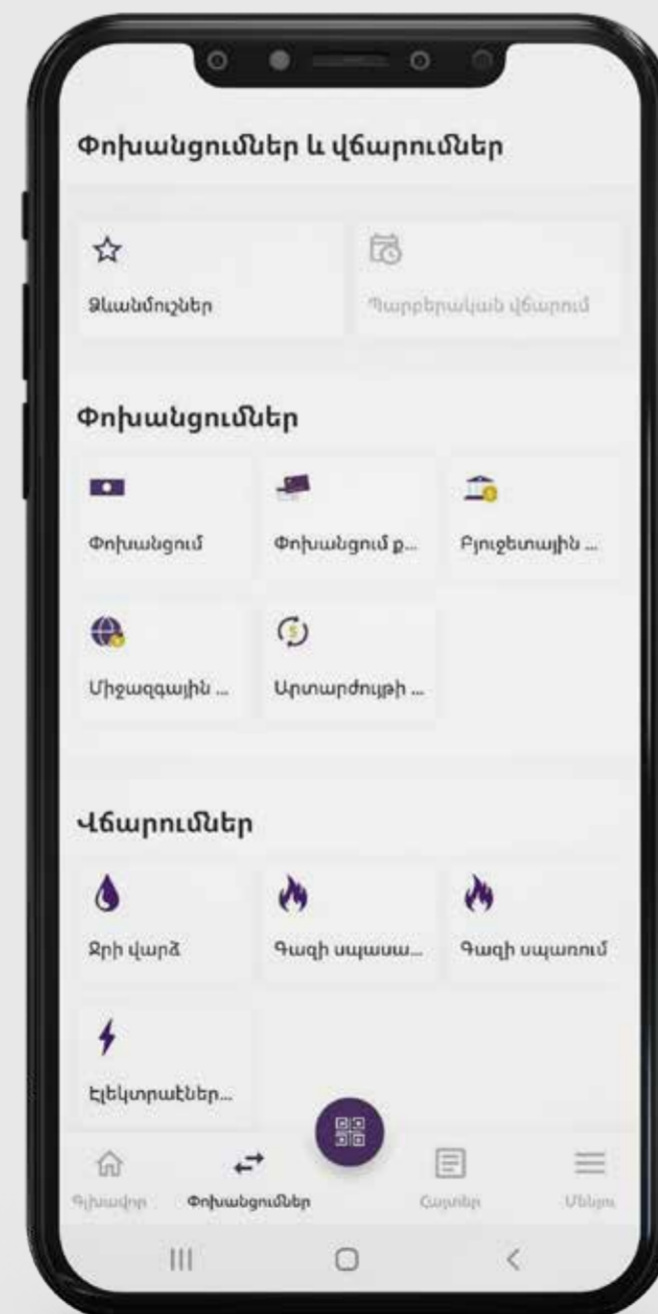 Փոխանցումներ և վճարումներ
Ձևանմուշներ
Պարբերական վճարում
Փոխանցումներ
Փոխանցում
Փոխանցում ք...
Բյուջետային ...
Միջազգային ...
Արտարժույթի ...
Վճարումներ
Ջրի վարձ
Գազի սպասա...
Գազի սպառում
Էլեկտրաէներ...
Գլխավոր
Փոխանցումներ
Հայտեր
Մենյու